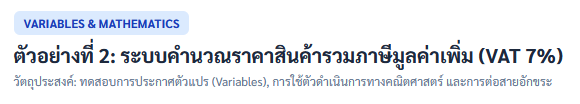 VARIABLES & MATHEMATICS
ตัวอย่างที่ 2: ระบบคำนวณราคาสินค้ารวมภาษีมูลค่าเพิ่ม (VAT 7%)
วัตถุประสงค์: ทดสอบการประกาศตัวแปร (Variables), การใช้ตัวดำเนินการทางคณิตศาสตร์ และการต่อสายอักขระ